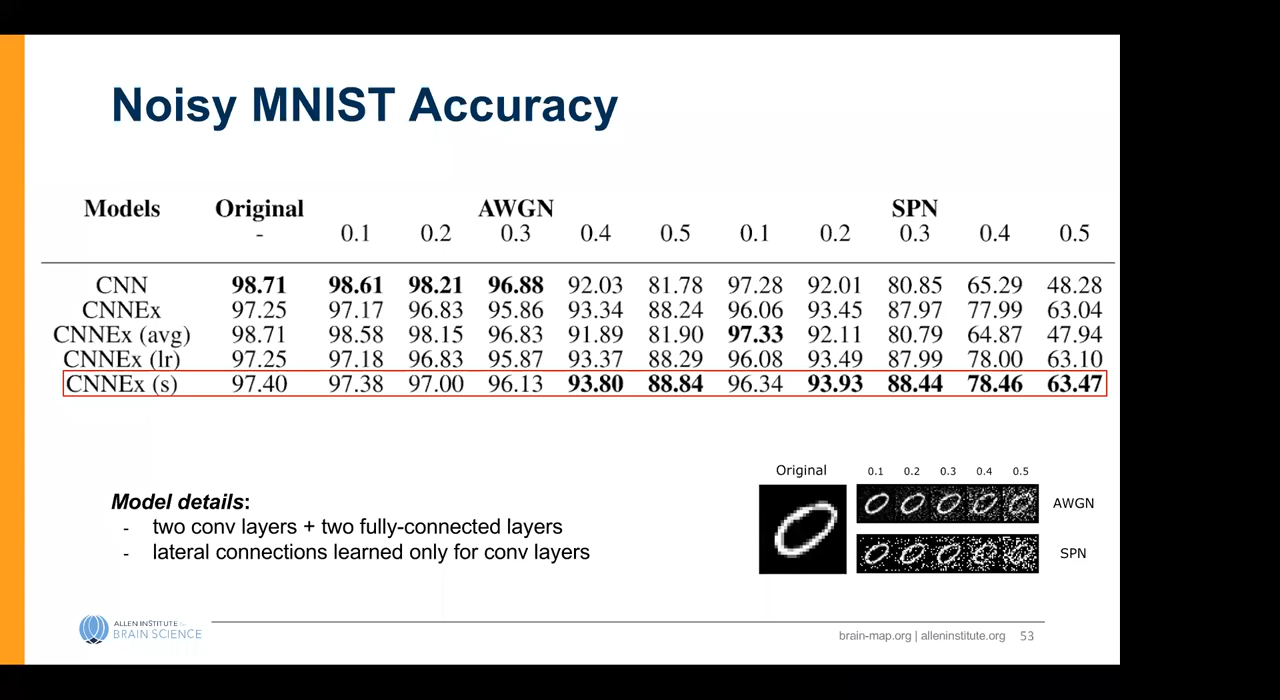 Noisy MNIST Accuracy
Models Original AWGN SPN
- 0.1 0.2 0.3 0.4 0.5 0.1 0.2 0.3 0.4 0.5
CNN 98.71 98.61 98.21 96.88 92.03 81.78 97.28 92.01 80.85 65.29 48.28
CNNEx 97.25 97.17 96.83 95.86 93.34 88.24 96.06 93.45 87.97 77.99 63.04
CNNEx (avg) 98.71 98.58 98.15 96.83 91.89 81.90 97.33 92.11 80.79 64.87 47.94
CNNEx (lr) 97.25 97.18 96.83 95.87 93.37 88.29 96.08 93.49 87.99 78.00 63.10
CNNEx (s) 97.40 97.38 97.00 96.13 93.80 88.84 96.34 93.93 88.44 78.46 63.47
Model details:
- two conv layers + two fully-connected layers
- lateral connections learned only for conv layers
Original 0.1 0.2 0.3 0.4 0.5
AWGN
SPN
ALLEN INSTITUTE for
BRAIN SCIENCE
brain-map.org | alleninstitute.org 53